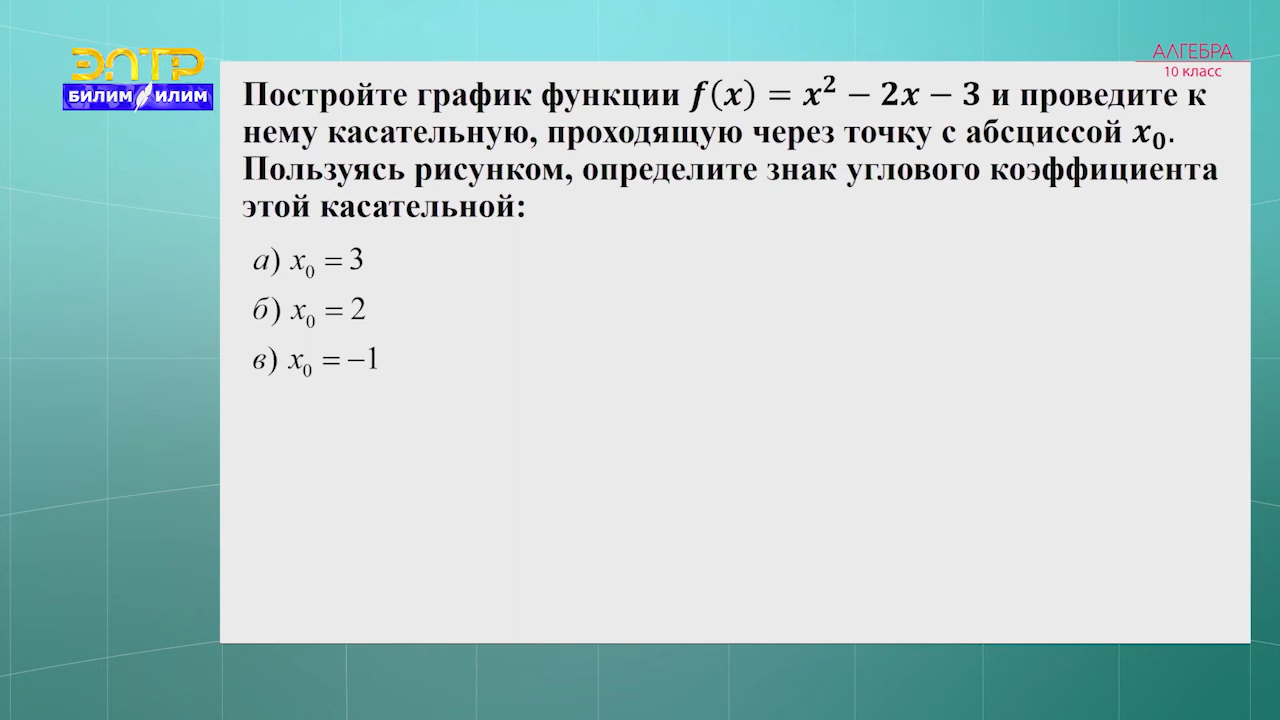 ЭЛТР
БИЛИМ ИЛИМ
АЛГЕБРА
10 класс
Постройте график функции 𝒇(𝒙) = 𝒙² − 𝟐𝒙 − 𝟑 и проведите к
нему касательную, проходящую через точку с абсциссой 𝒙₀.
Пользуясь рисунком, определите знак углового коэффициента
этой касательной:
а) x₀ = 3
б) x₀ = 2
в) x₀ = −1